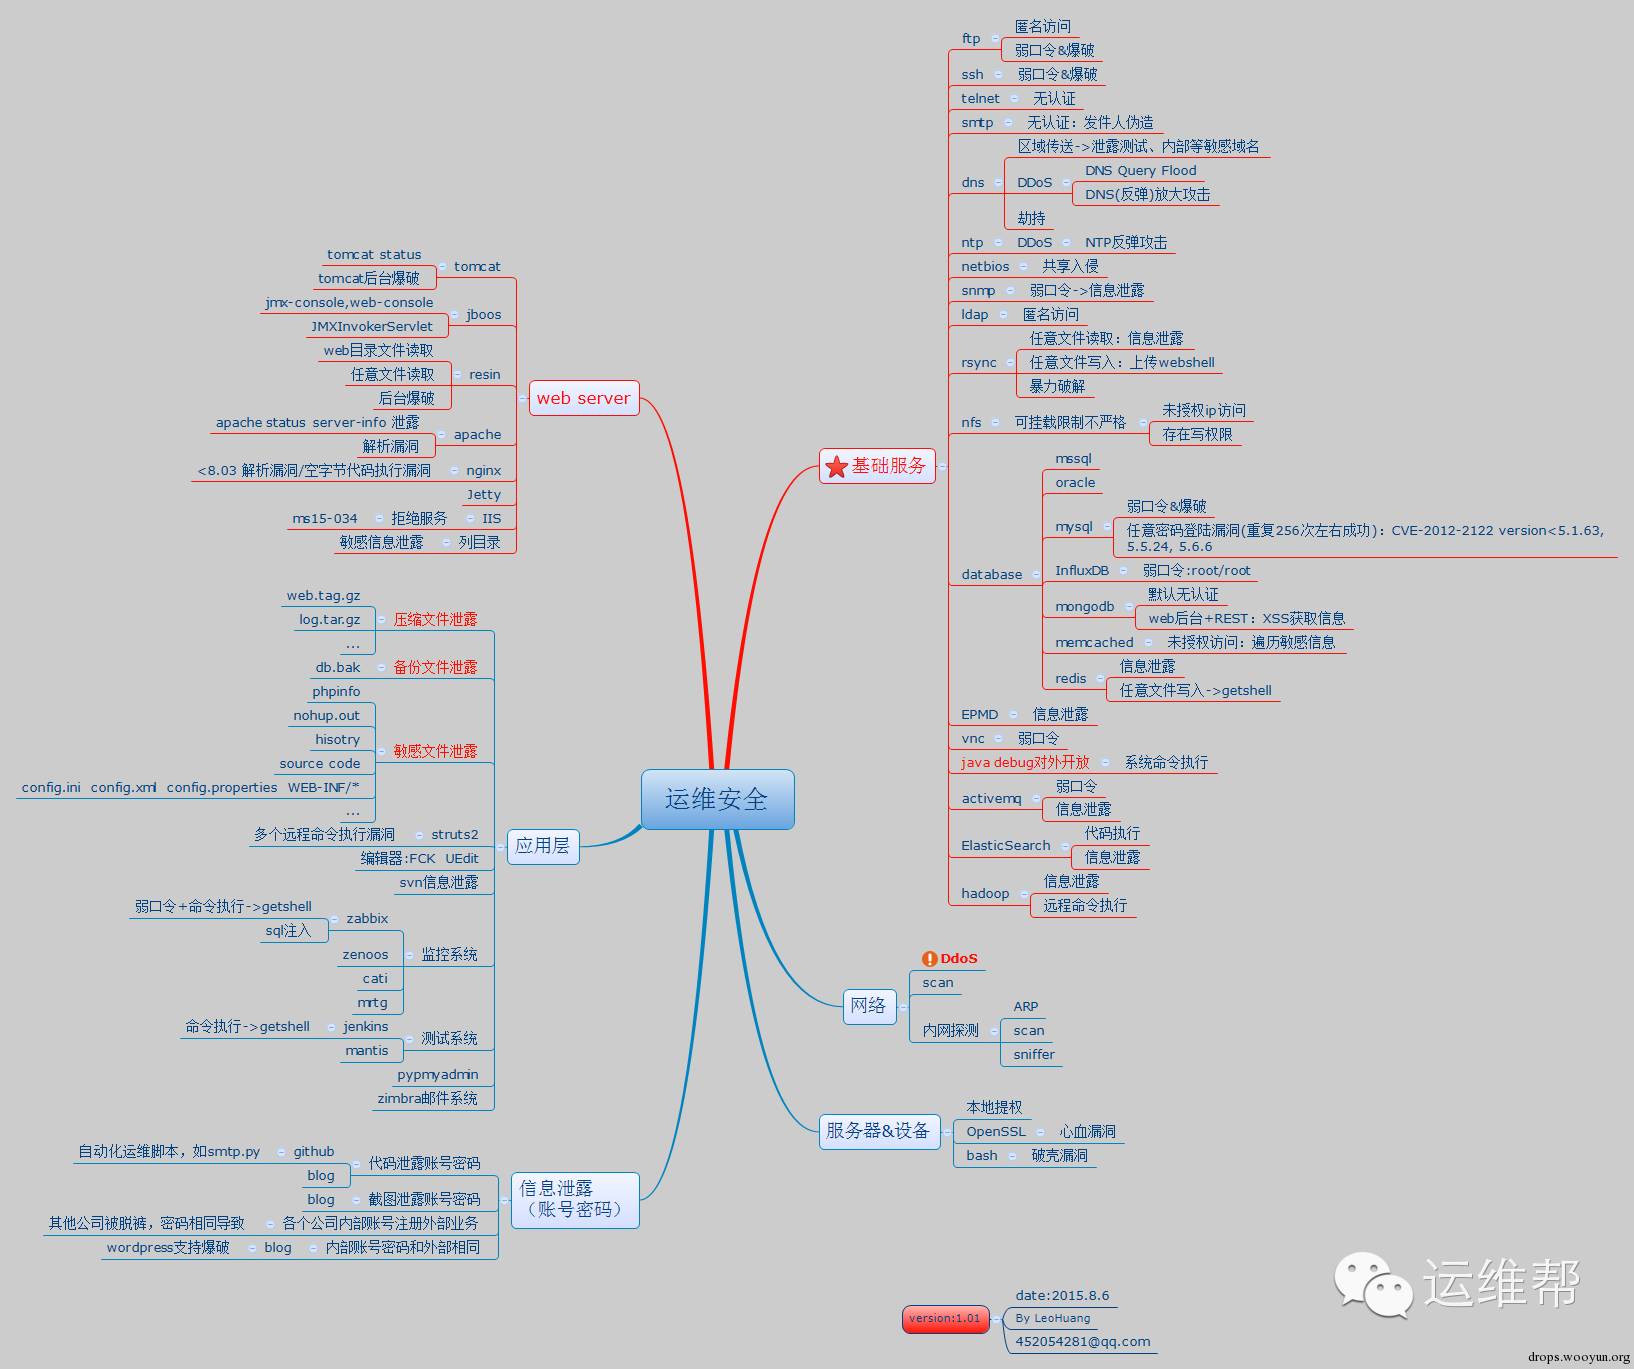 运维安全
基础服务
ftp
匿名访问
弱口令&爆破
ssh
弱口令&爆破
telnet
无认证
smtp
无认证：发件人伪造
dns
区域传送->泄露测试、内部等敏感域名
DDoS
DNS Query Flood
DNS(反弹)放大攻击
劫持
ntp
DDoS
NTP反弹攻击
netbios
共享入侵
snmp
弱口令->信息泄露
ldap
匿名访问
rsync
任意文件读取：信息泄露
任意文件写入：上传webshell
暴力破解
nfs
可挂载限制不严格
未授权ip访问
存在写权限
database
mssql
oracle
mysql
弱口令&爆破
任意密码登陆漏洞(重复256次左右成功)：CVE-2012-2122 version<5.1.63,
5.5.24, 5.6.6
InfluxDB
弱口令:root/root
mongodb
默认无认证
web后台+REST：XSS获取信息
memcached
未授权访问：遍历敏感信息
redis
信息泄露
任意文件写入->getshell
EPMD
信息泄露
vnc
弱口令
java debug对外开放
系统命令执行
activemq
弱口令
信息泄露
ElasticSearch
代码执行
信息泄露
hadoop
信息泄露
远程命令执行
网络
DdoS
scan
内网探测
ARP
scan
sniffer
服务器&设备
本地提权
OpenSSL
心血漏洞
bash
破壳漏洞
web server
tomcat
tomcat status
tomcat后台爆破
jboos
jmx-console,web-console
JMXInvokerServlet
resin
web目录文件读取
任意文件读取
后台爆破
apache
apache status server-info 泄露
解析漏洞
nginx
<8.03 解析漏洞/空字节代码执行漏洞
Jetty
IIS
拒绝服务
ms15-034
列目录
敏感信息泄露
应用层
压缩文件泄露
web.tag.gz
log.tar.gz
...
备份文件泄露
db.bak
敏感文件泄露
phpinfo
nohup.out
hisotry
source code
config.ini config.xml config.properties WEB-INF/*
...
struts2
多个远程命令执行漏洞
编辑器:FCK UEdit
svn信息泄露
监控系统
zabbix
弱口令+命令执行->getshell
sql注入
zenoos
cati
mrtg
测试系统
jenkins
命令执行->getshell
mantis
pypmyadmin
zimbra邮件系统
信息泄露
（账号密码）
代码泄露账号密码
github
自动化运维脚本，如smtp.py
blog
截图泄露账号密码
blog
各个公司内部账号注册外部业务
其他公司被脱裤，密码相同导致
内部账号密码和外部相同
blog
wordpress支持爆破
version:1.01
date:2015.8.6
By LeoHuang
452054281@qq.com
运维帮
drops.wooyun.org